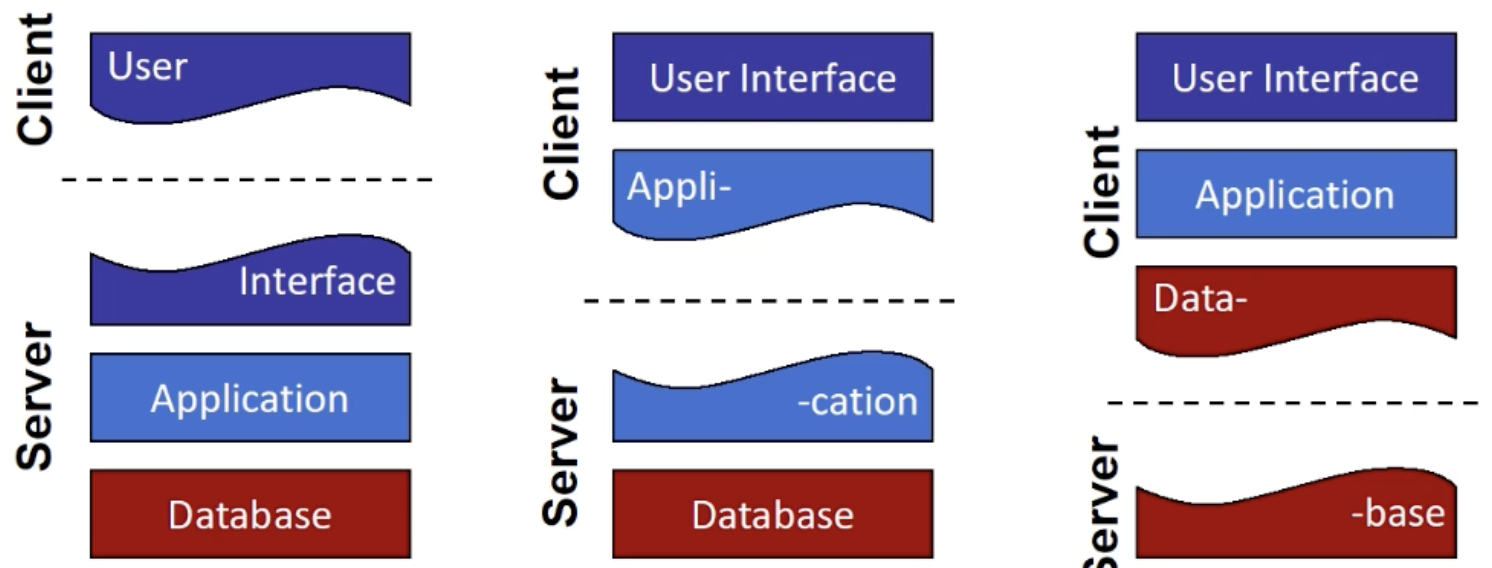 Client
User
Server
Interface
Application
Database
Client
User Interface
Appli-
Server
-cation
Database
Client
User Interface
Application
Data-
Server
-base